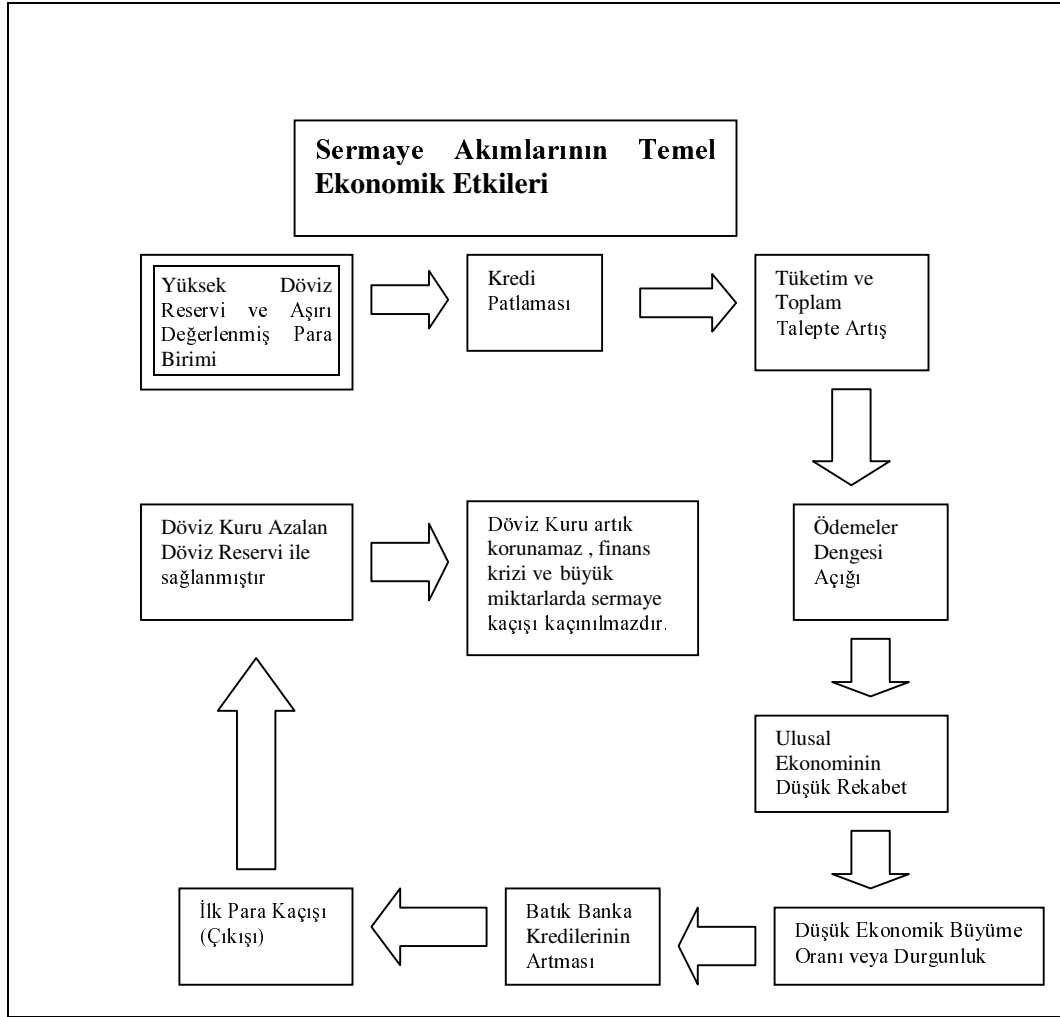 Sermaye Akımlarının Temel
Ekonomik Etkileri
Yüksek Döviz
Reservi ve Aşırı
Değerlenmiş Para
Birimi
Kredi
Patlaması
Tüketim ve
Toplam
Talepte Artış
Ödemeler
Dengesi
Açığı
Ulusal
Ekonominin
Düşük Rekabet
Düşük Ekonomik Büyüme
Oranı veya Durgunluk
Batık Banka
Kredilerinin
Artması
İlk Para Kaçışı
(Çıkışı)
Döviz Kuru Azalan
Döviz Reservi ile
sağlanmıştır
Döviz Kuru artık
korunamaz , finans
krizi ve büyük
miktarlarda sermaye
kaçışı kaçınılmazdır.